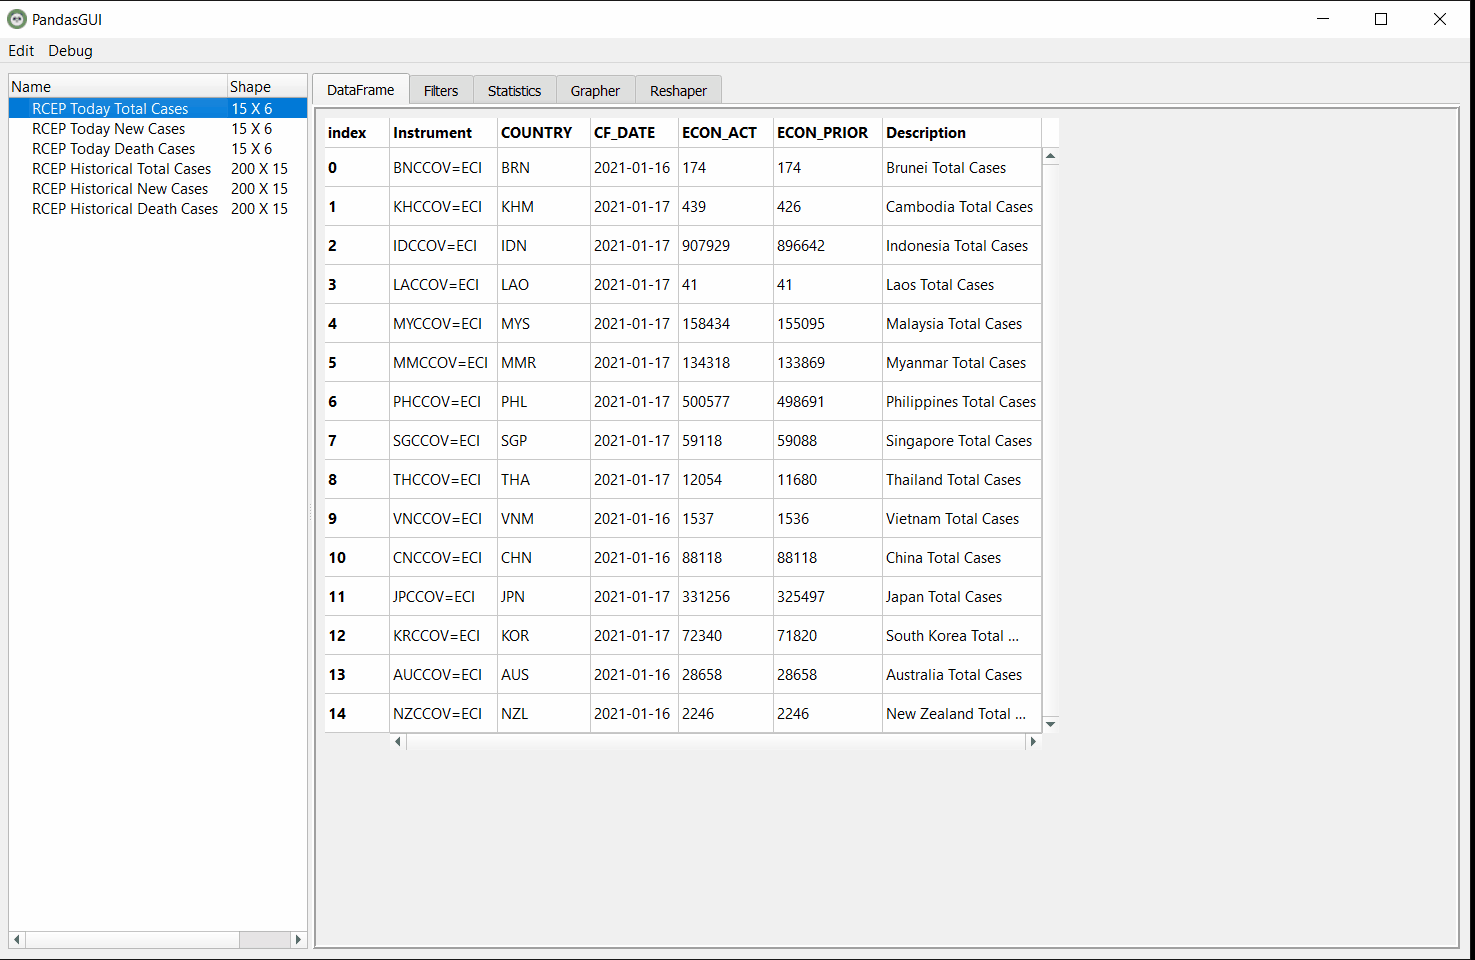 PandasGUI
Edit Debug
Name Shape
RCEP Today Total Cases 15 X 6
RCEP Today New Cases 15 X 6
RCEP Today Death Cases 15 X 6
RCEP Historical Total Cases 200 X 15
RCEP Historical New Cases 200 X 15
RCEP Historical Death Cases 200 X 15
DataFrame Filters Statistics Grapher Reshaper
index Instrument COUNTRY CF_DATE ECON_ACT ECON_PRIOR Description
0 BNCCOV=ECI BRN 2021-01-16 174 174 Brunei Total Cases
1 KHCCOV=ECI KHM 2021-01-17 439 426 Cambodia Total Cases
2 IDCCOV=ECI IDN 2021-01-17 907929 896642 Indonesia Total Cases
3 LACCOV=ECI LAO 2021-01-17 41 41 Laos Total Cases
4 MYCCOV=ECI MYS 2021-01-17 158434 155095 Malaysia Total Cases
5 MMCCOV=ECI MMR 2021-01-17 134318 133869 Myanmar Total Cases
6 PHCCOV=ECI PHL 2021-01-17 500577 498691 Philippines Total Cases
7 SGCCOV=ECI SGP 2021-01-17 59118 59088 Singapore Total Cases
8 THCCOV=ECI THA 2021-01-17 12054 11680 Thailand Total Cases
9 VNCCOV=ECI VNM 2021-01-16 1537 1536 Vietnam Total Cases
10 CNCCOV=ECI CHN 2021-01-16 88118 88118 China Total Cases
11 JPCCOV=ECI JPN 2021-01-17 331256 325497 Japan Total Cases
12 KRCCOV=ECI KOR 2021-01-17 72340 71820 South Korea Total ...
13 AUCCOV=ECI AUS 2021-01-16 28658 28658 Australia Total Cases
14 NZCCOV=ECI NZL 2021-01-16 2246 2246 New Zealand Total ...